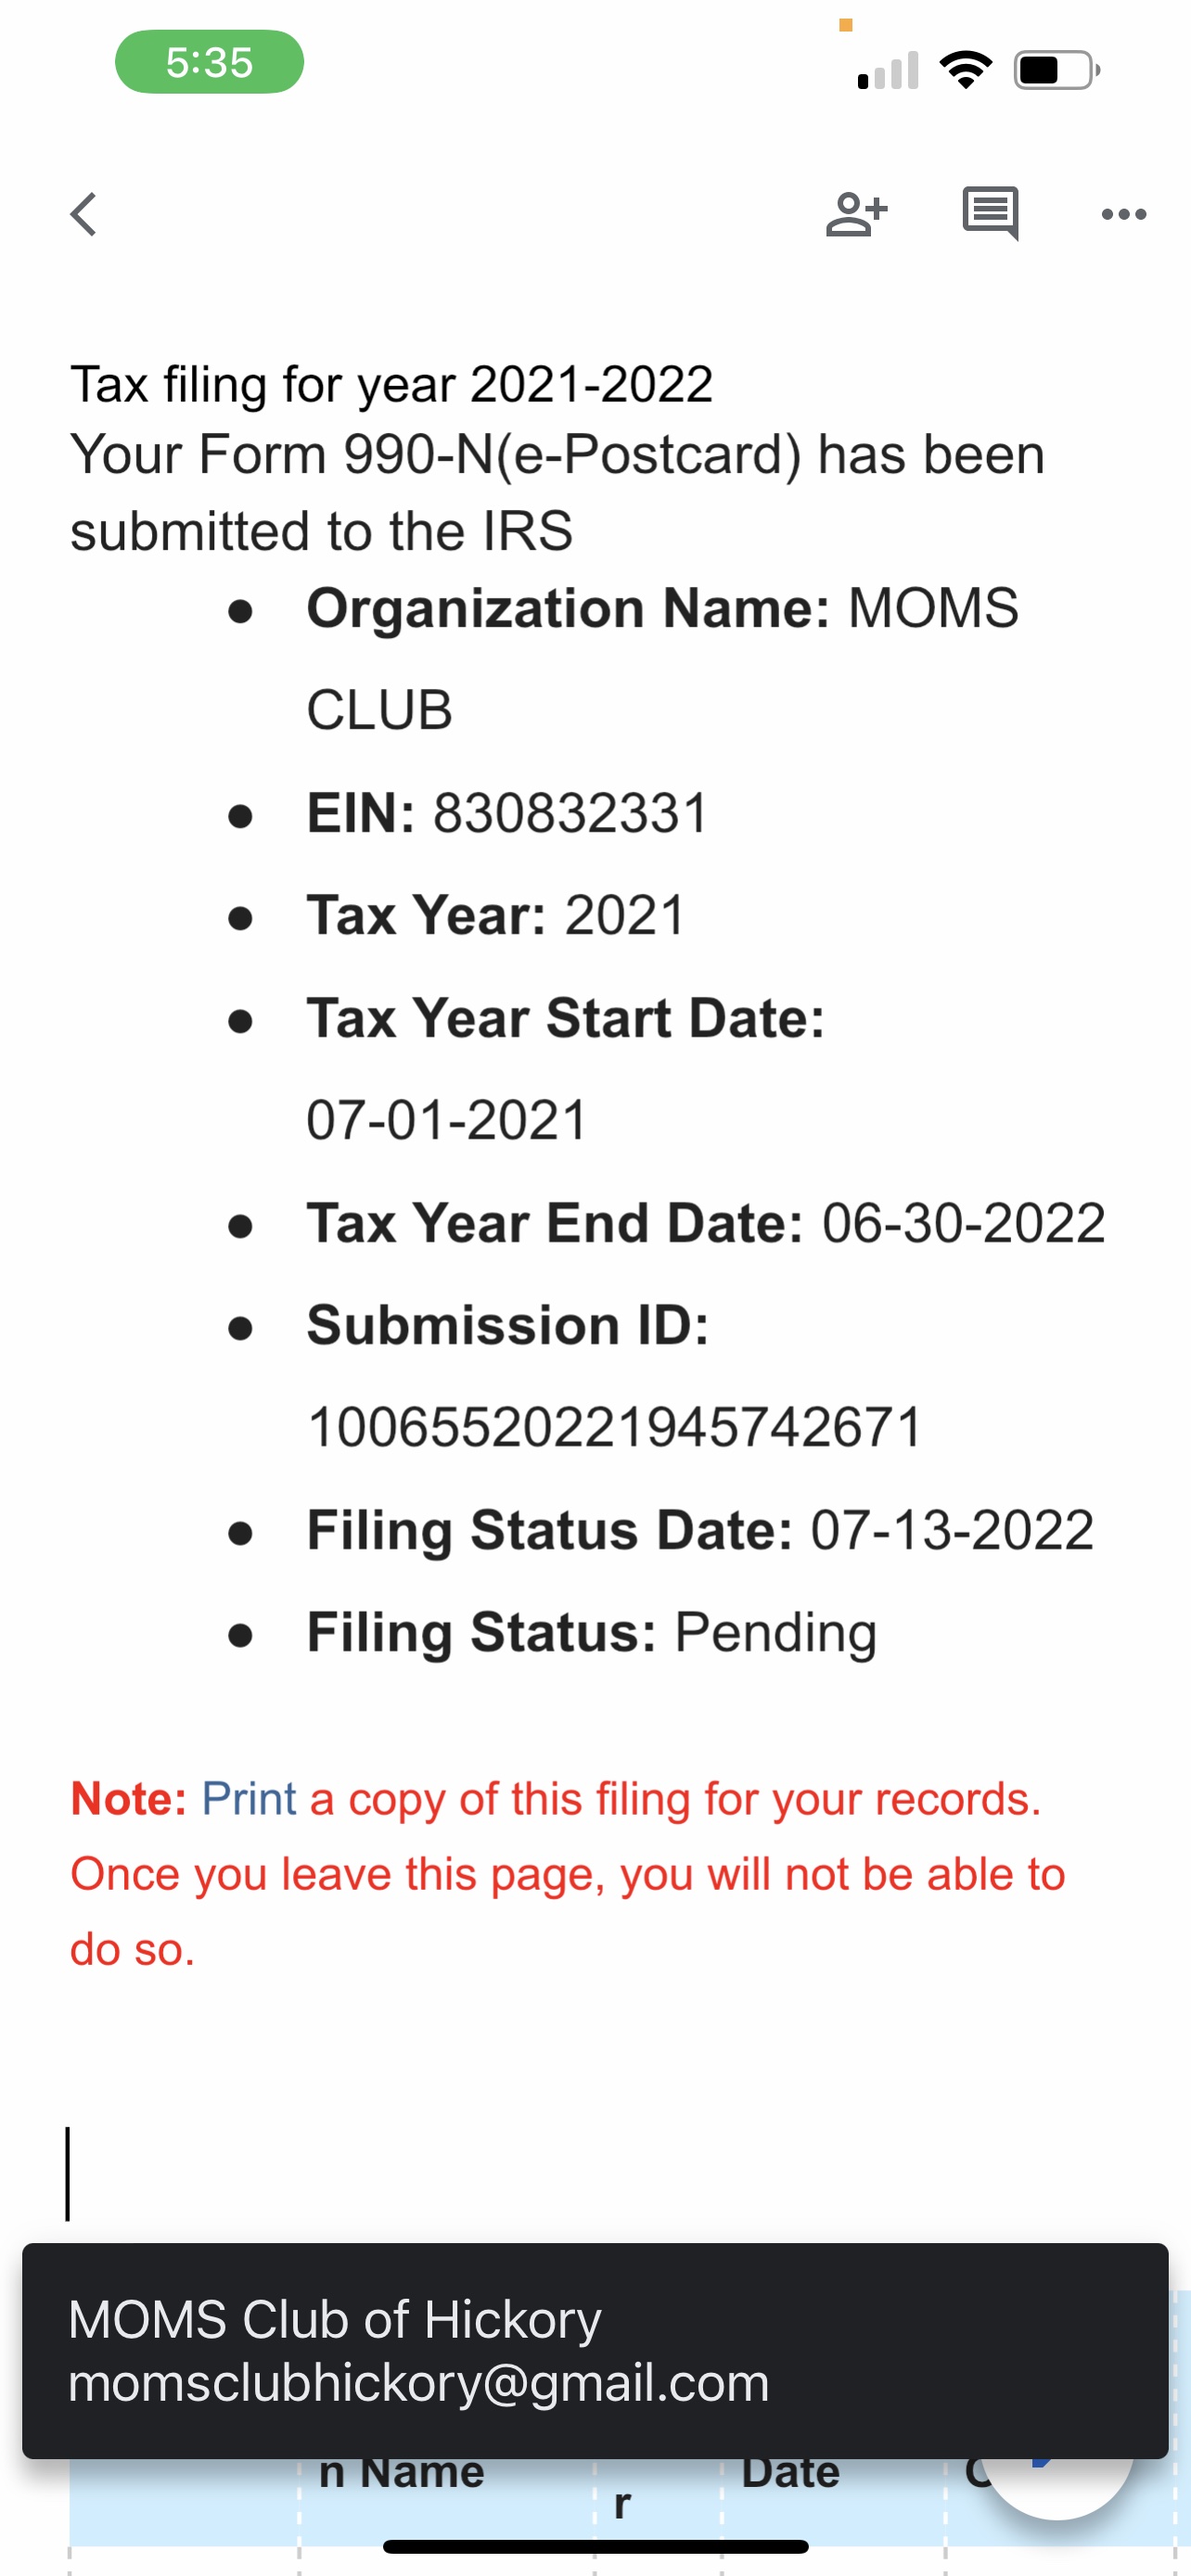 5:35
Tax filing for year 2021-2022
Your Form 990-N(e-Postcard) has been
submitted to the IRS
● Organization Name: MOMS
CLUB
● EIN: 830832331
● Tax Year: 2021
● Tax Year Start Date:
07-01-2021
● Tax Year End Date: 06-30-2022
● Submission ID:
10065520221945742671
● Filing Status Date: 07-13-2022
● Filing Status: Pending
Note: Print a copy of this filing for your records.
Once you leave this page, you will not be able to
do so.
MOMS Club of Hickory
momsclubhickory@gmail.com
n Name Date
r